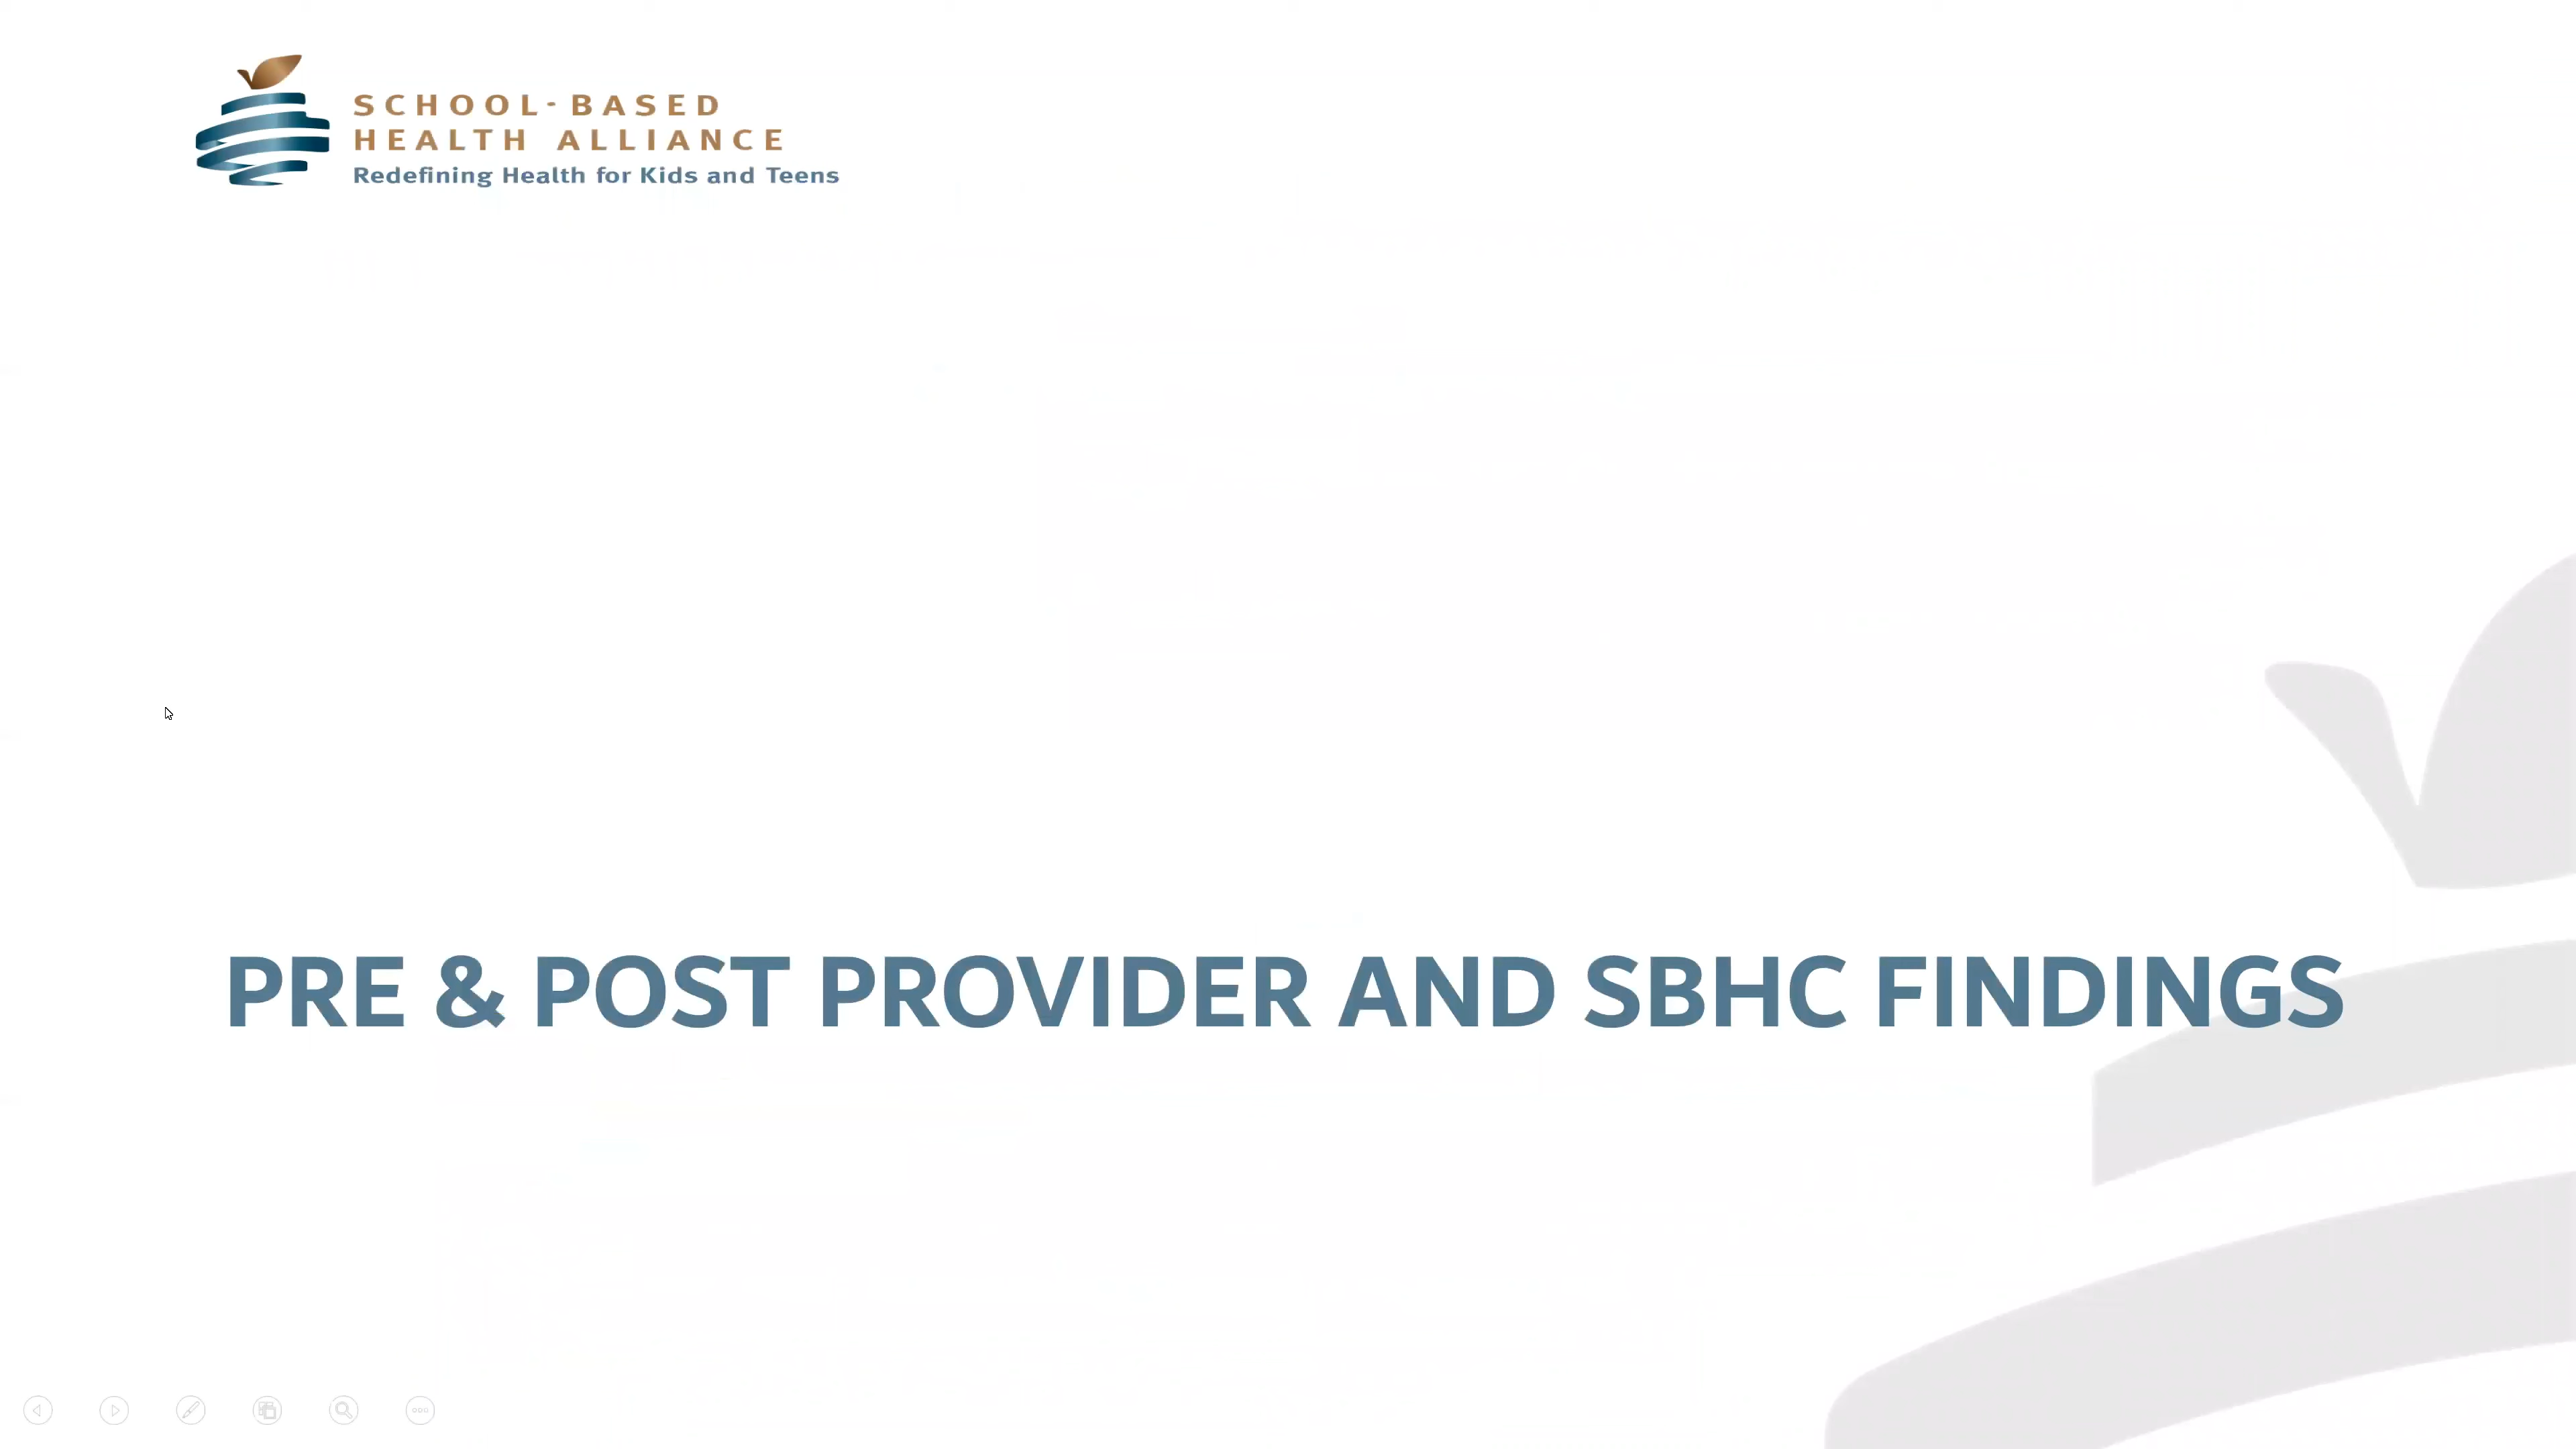 SCHOOL-BASED
HEALTH ALLIANCE
Redefining Health for Kids and Teens
PRE & POST PROVIDER AND SBHC FINDINGS